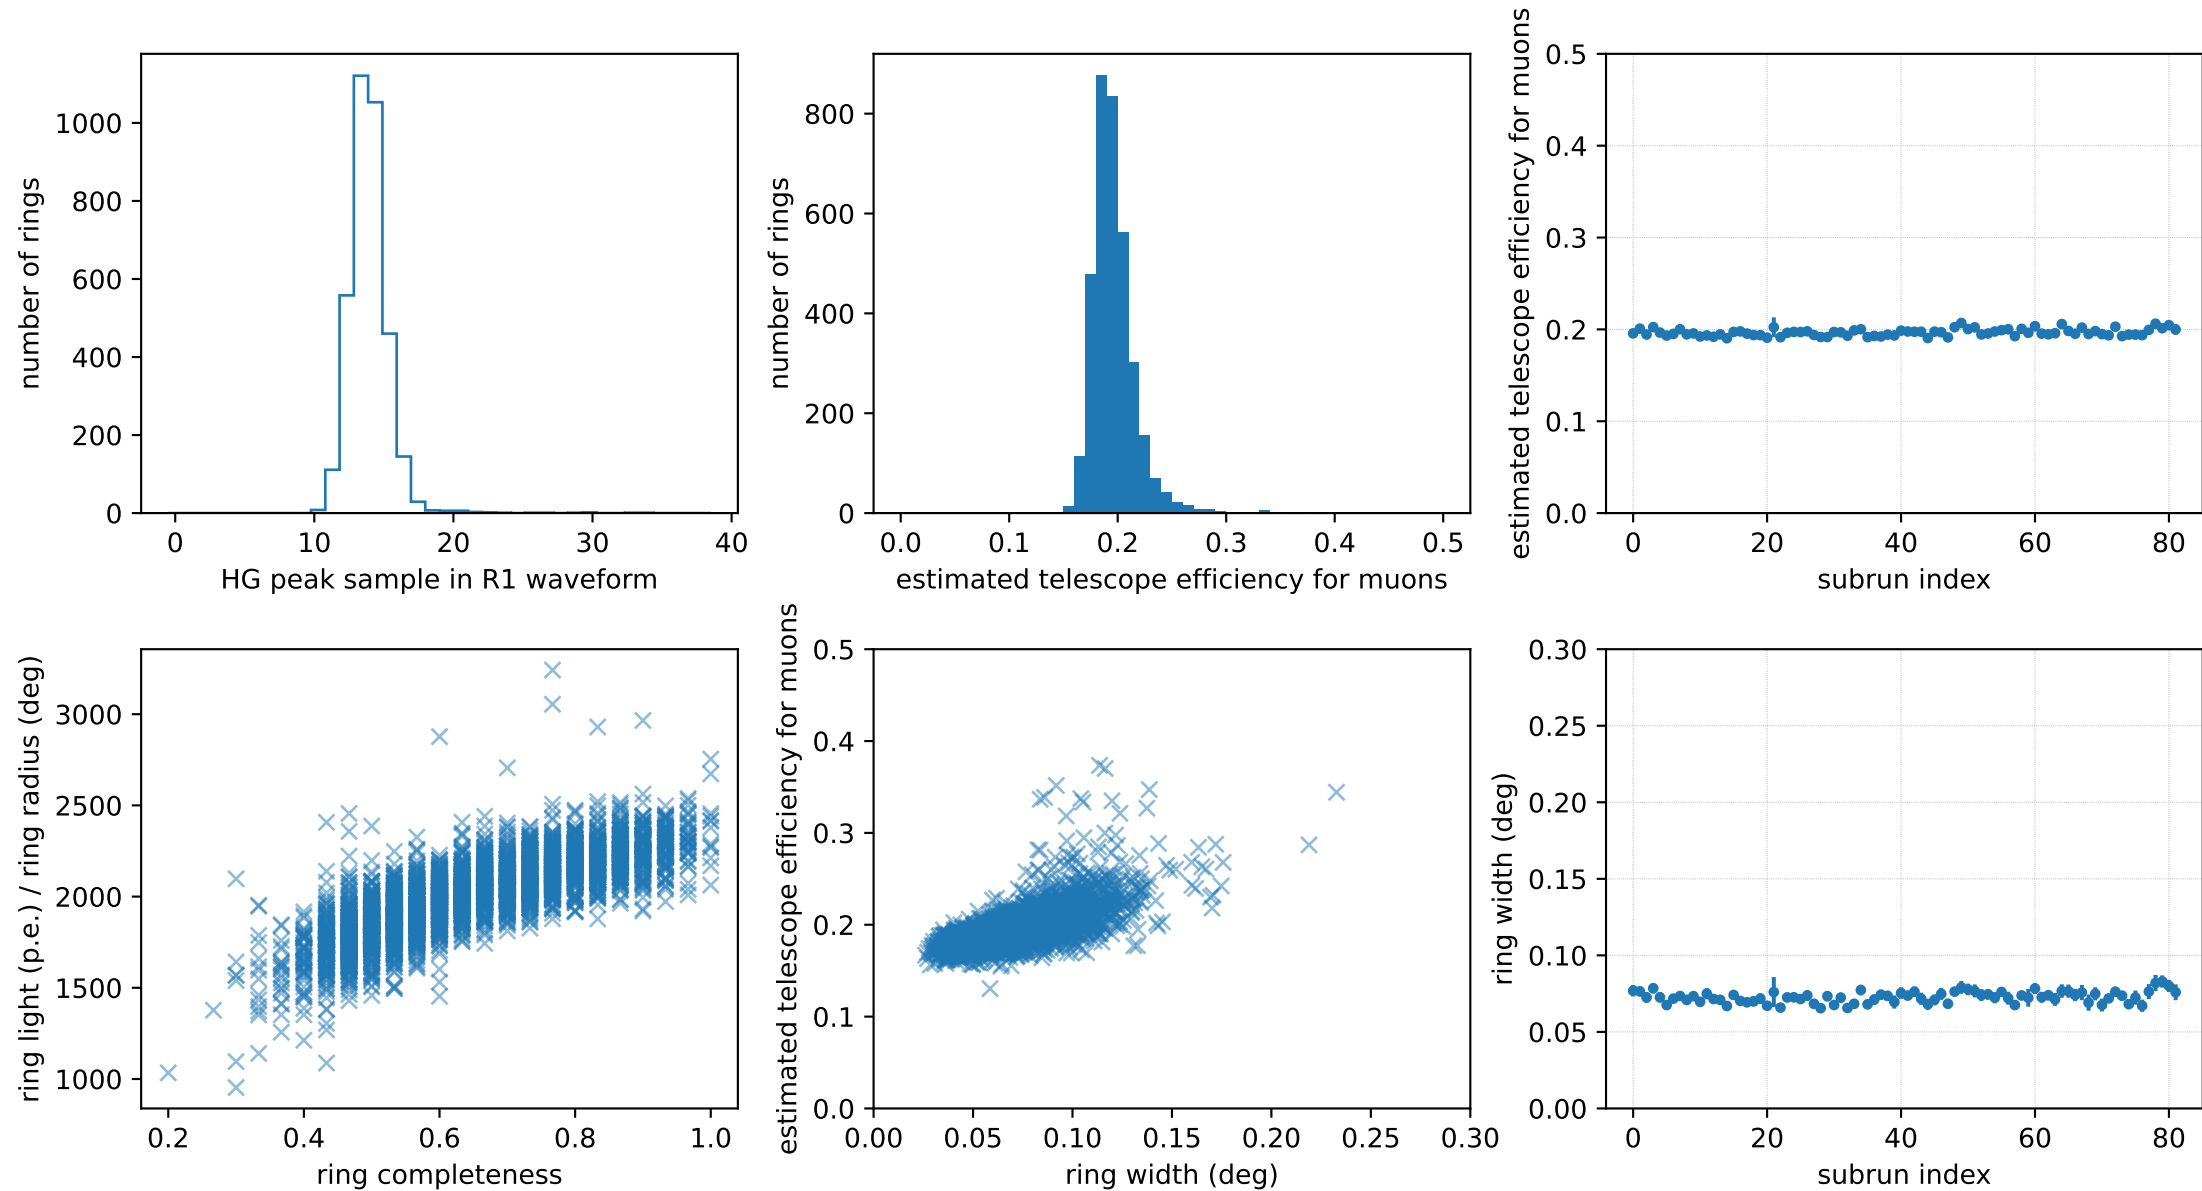 number of rings
1000
800
600
400
200
0
0 10 20 30 40
HG peak sample in R1 waveform
number of rings
800
600
400
200
0
0.0 0.1 0.2 0.3 0.4 0.5
estimated telescope efficiency for muons
estimated telescope efficiency for muons
0.5
0.4
0.3
0.2
0.1
0.0
0 20 40 60 80
subrun index
ring light (p.e.) / ring radius (deg)
3000
2500
2000
1500
1000
0.2 0.4 0.6 0.8 1.0
ring completeness
estimated telescope efficiency for muons
0.5
0.4
0.3
0.2
0.1
0.0
0.00 0.05 0.10 0.15 0.20 0.25 0.30
ring width (deg)
ring width (deg)
0.30
0.25
0.20
0.15
0.10
0.05
0.00
0 20 40 60 80
subrun index